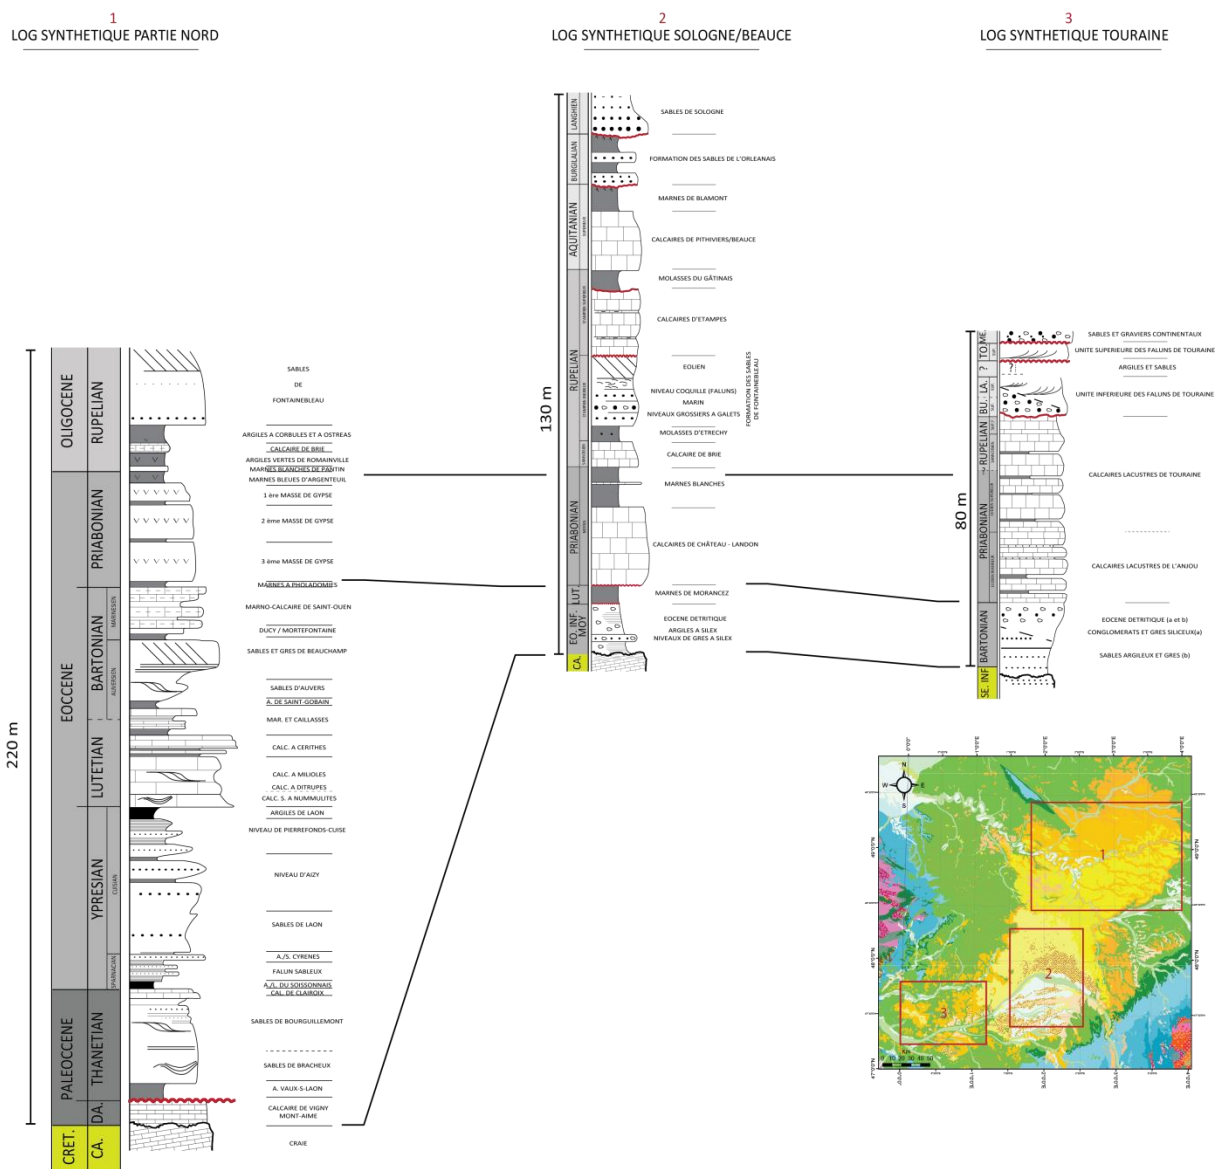 1
LOG SYNTHETIQUE PARTIE NORD
220 m
OLIGOCENE
EOCCENE
PALEOCCENE
CRET.
RUPELIAN
PRIABONIAN
BARTONIAN
LUTETIAN
YPRESIAN
THANETIAN
DA.
CA.
MARINESIEN
AUVERSIEN
CUISIAN
SPARNACIAN
SABLES
DE
FONTAINEBLEAU
ARGILES A CORBULES ET A OSTREAS
CALCAIRE DE BRIE
ARGILES VERTES DE ROMAINVILLE
MARNES BLANCHES DE PANTIN
MARNES BLEUES D'ARGENTEUIL
1 ère MASSE DE GYPSE
2 ème MASSE DE GYPSE
3 ème MASSE DE GYPSE
MARNES A PHOLADOMIES
MARNO-CALCAIRE DE SAINT-OUEN
DUCY / MORTEFONTAINE
SABLES ET GRES DE BEAUCHAMP
SABLES D'AUVERS
A. DE SAINT-GOBAIN
MAR. ET CAILLASSES
CALC. A CERITHES
CALC. A MILIOLES
CALC. A DITRUPES
CALC. S. A NUMMULITES
ARGILES DE LAON
NIVEAU DE PIERREFONDS-CUISE
NIVEAU D'AIZY
SABLES DE LAON
A./S. CYRENES
FALUN SABLEUX
A./L. DU SOISSONNAIS
CAL. DE CLAIROIX
SABLES DE BOURGUILLEMONT
SABLES DE BRACHEUX
A. VAUX-S-LAON
CALCAIRE DE VIGNY
MONT-AIME
CRAIE
2
LOG SYNTHETIQUE SOLOGNE/BEAUCE
130 m
LANGHIEN
BURGILALIAN
AQUITANIAN
RUPELIAN
PRIABONIAN
LUT.
EO. INF.
MOY.
CA.
SABLES DE SOLOGNE
FORMATION DES SABLES DE L'ORLEANAIS
MARNES DE BLAMONT
CALCAIRES DE PITHIVIERS/BEAUCE
MOLASSES DU GÂTINAIS
CALCAIRES D'ETAMPES
EOLIEN
NIVEAU COQUILLE (FALUNS)
MARIN
NIVEAUX GROSSIERS A GALETS
FORMATION DES SABLES
DE FONTAINEBLEAU
MOLASSES D'ETRECHY
CALCAIRE DE BRIE
MARNES BLANCHES
CALCAIRES DE CHÂTEAU - LANDON
MARNES DE MORANCEZ
EOCENE DETRITIQUE
ARGILES A SILEX
NIVEAUX DE GRES A SILEX
3
LOG SYNTHETIQUE TOURAINE
80 m
TO.
ME.
?
LA.
BU.
RUPELIAN
?
PRIABONIAN
BARTONIAN
SE. INF
SABLES ET GRAVIERS CONTINENTAUX
UNITE SUPERIEURE DES FALUNS DE TOURAINE
ARGILES ET SABLES
UNITE INFERIEURE DES FALUNS DE TOURAINE
CALCAIRES LACUSTRES DE TOURAINE
CALCAIRES LACUSTRES DE L'ANJOU
EOCENE DETRITIQUE (a et b)
CONGLOMERATS ET GRES SILICEUX(a)
SABLES ARGILEUX ET GRES (b)
N
W
E
S
1
2
3
Km
0 10 20 30 40 50